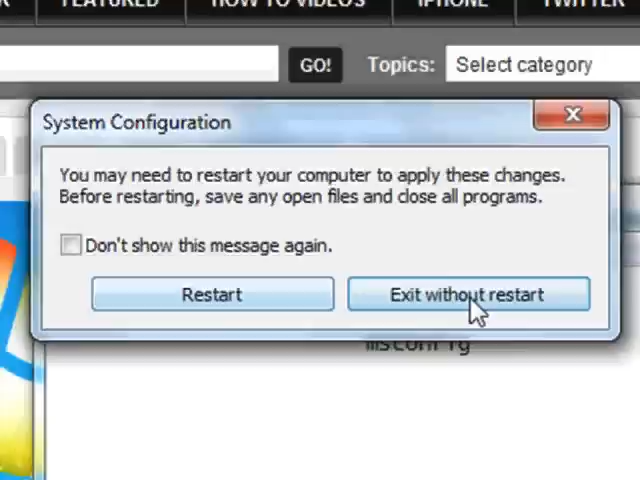 FEATURED
HOW TO VIDEOS
IPHONE
TWITTER
GO!
Topics:
Select category
System Configuration
You may need to restart your computer to apply these changes.
Before restarting, save any open files and close all programs.
Don't show this message again.
Restart
Exit without restart
msconfig